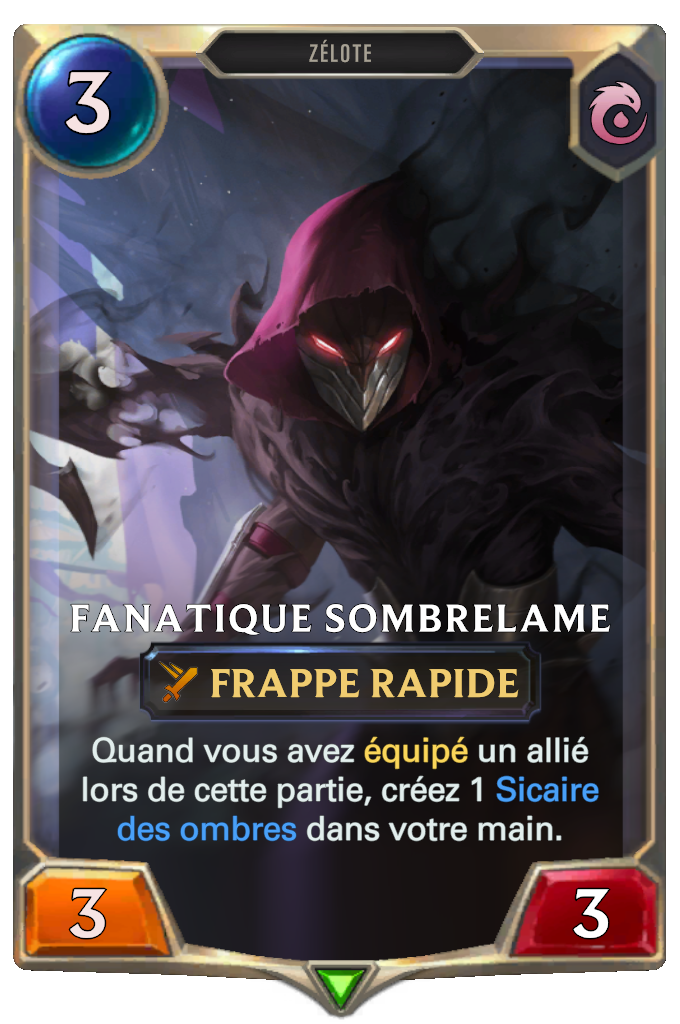 3
ZÉLOTE
FANATIQUE SOMBRELAME
FRAPPE RAPIDE
Quand vous avez équipé un allié
lors de cette partie, créez 1 Sicaire
des ombres dans votre main.
3
3